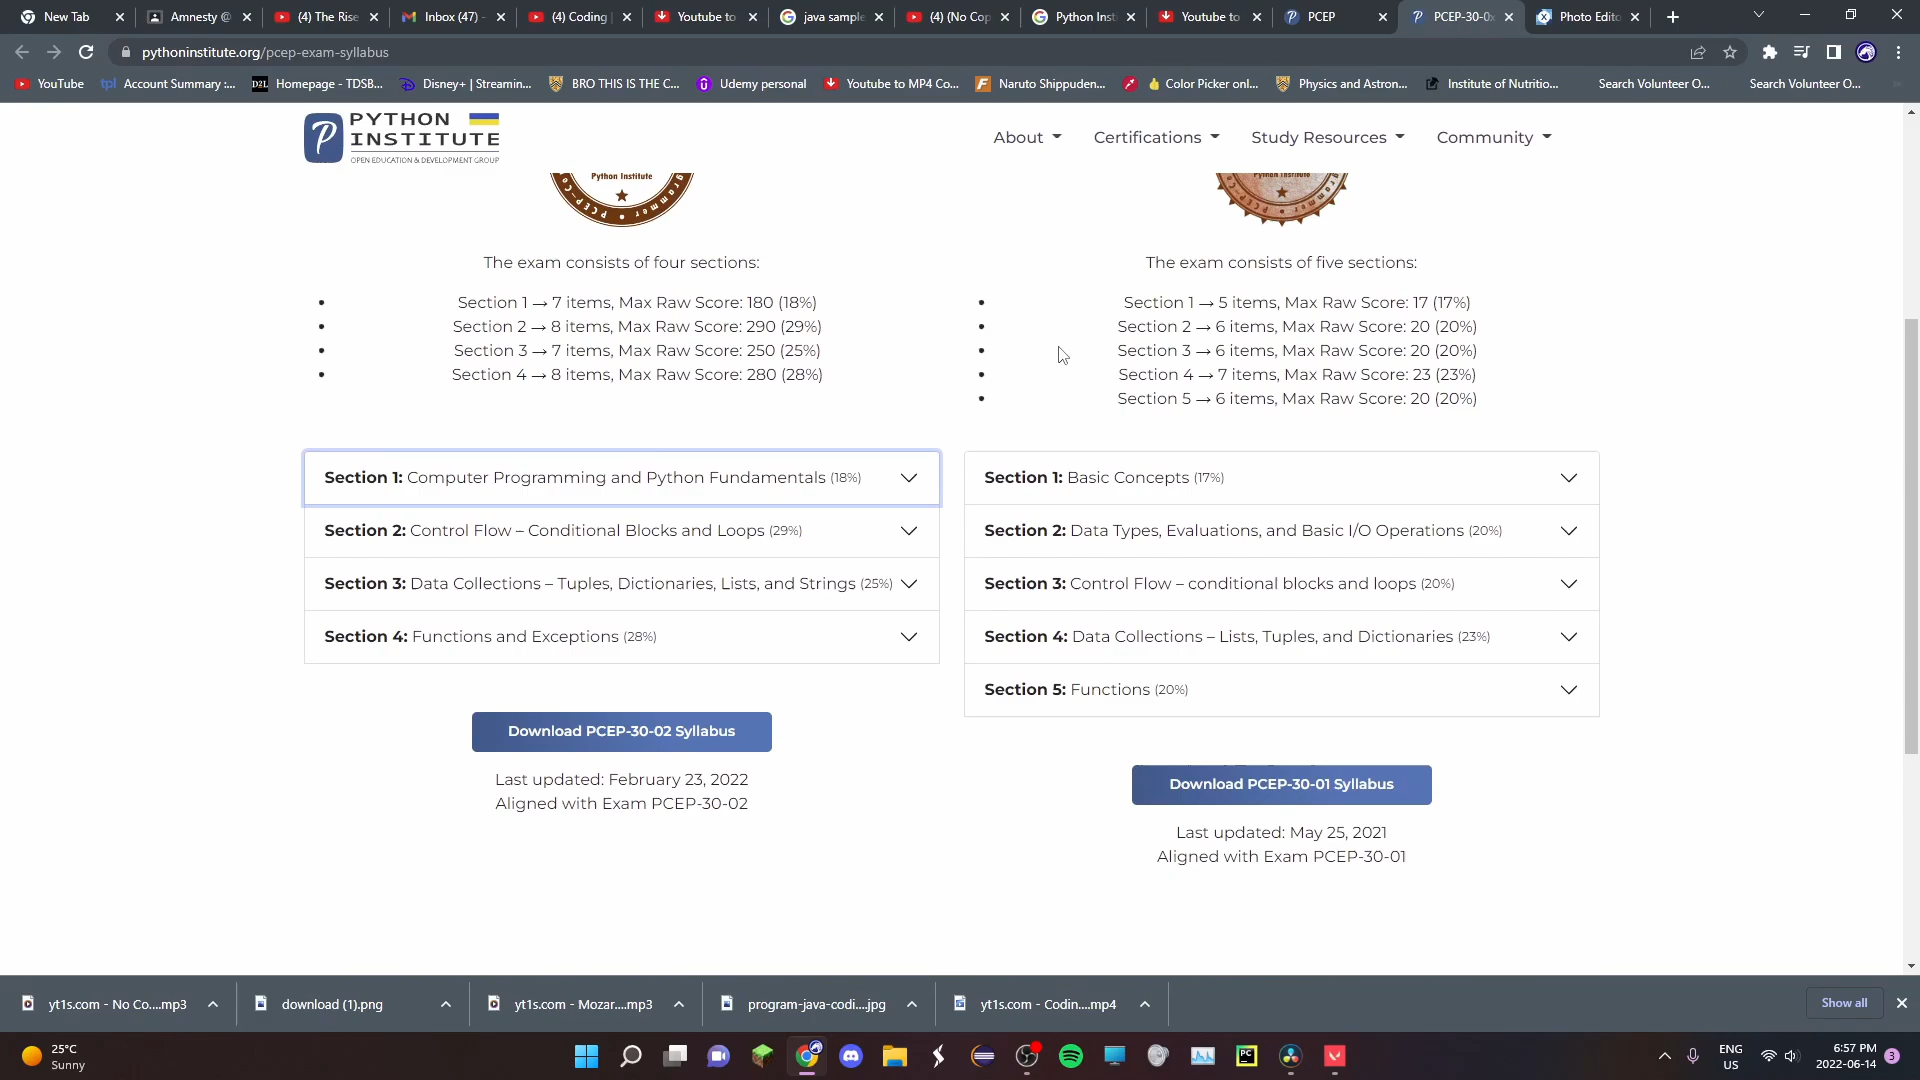 New Tab
Amnesty @
(4) The Rise
Inbox (47) -
(4) Coding
Youtube to
java sample
(4) (No Cop
Python Inst
Youtube to
PCEP
PCEP-30-0x
Photo Edito
pythoninstitute.org/pcep-exam-syllabus
YouTube
tpl Account Summary :...
D2L Homepage - TDSB...
Disney+ | Streamin...
BRO THIS IS THE C...
Udemy personal
Youtube to MP4 Co...
Naruto Shippuden...
Color Picker onl...
Physics and Astron...
Institute of Nutritio...
Search Volunteer O...
Search Volunteer O...
PYTHON
INSTITUTE
OPEN EDUCATION & DEVELOPMENT GROUP
About
Certifications
Study Resources
Community
Python Institute
Python Institute
The exam consists of four sections:
• Section 1 → 7 items, Max Raw Score: 180 (18%)
• Section 2 → 8 items, Max Raw Score: 290 (29%)
• Section 3 → 7 items, Max Raw Score: 250 (25%)
• Section 4 → 8 items, Max Raw Score: 280 (28%)
Section 1: Computer Programming and Python Fundamentals (18%)
Section 2: Control Flow – Conditional Blocks and Loops (29%)
Section 3: Data Collections – Tuples, Dictionaries, Lists, and Strings (25%)
Section 4: Functions and Exceptions (28%)
Download PCEP-30-02 Syllabus
Last updated: February 23, 2022
Aligned with Exam PCEP-30-02
The exam consists of five sections:
• Section 1 → 5 items, Max Raw Score: 17 (17%)
• Section 2 → 6 items, Max Raw Score: 20 (20%)
• Section 3 → 6 items, Max Raw Score: 20 (20%)
• Section 4 → 7 items, Max Raw Score: 23 (23%)
• Section 5 → 6 items, Max Raw Score: 20 (20%)
Section 1: Basic Concepts (17%)
Section 2: Data Types, Evaluations, and Basic I/O Operations (20%)
Section 3: Control Flow – conditional blocks and loops (20%)
Section 4: Data Collections – Lists, Tuples, and Dictionaries (23%)
Section 5: Functions (20%)
Download PCEP-30-01 Syllabus
Last updated: May 25, 2021
Aligned with Exam PCEP-30-01
yt1s.com - No Co....mp3
download (1).png
yt1s.com - Mozar....mp3
program-java-codi....jpg
yt1s.com - Codin....mp4
Show all
25°C
Sunny
ENG
US
6:57 PM
2022-06-14
3